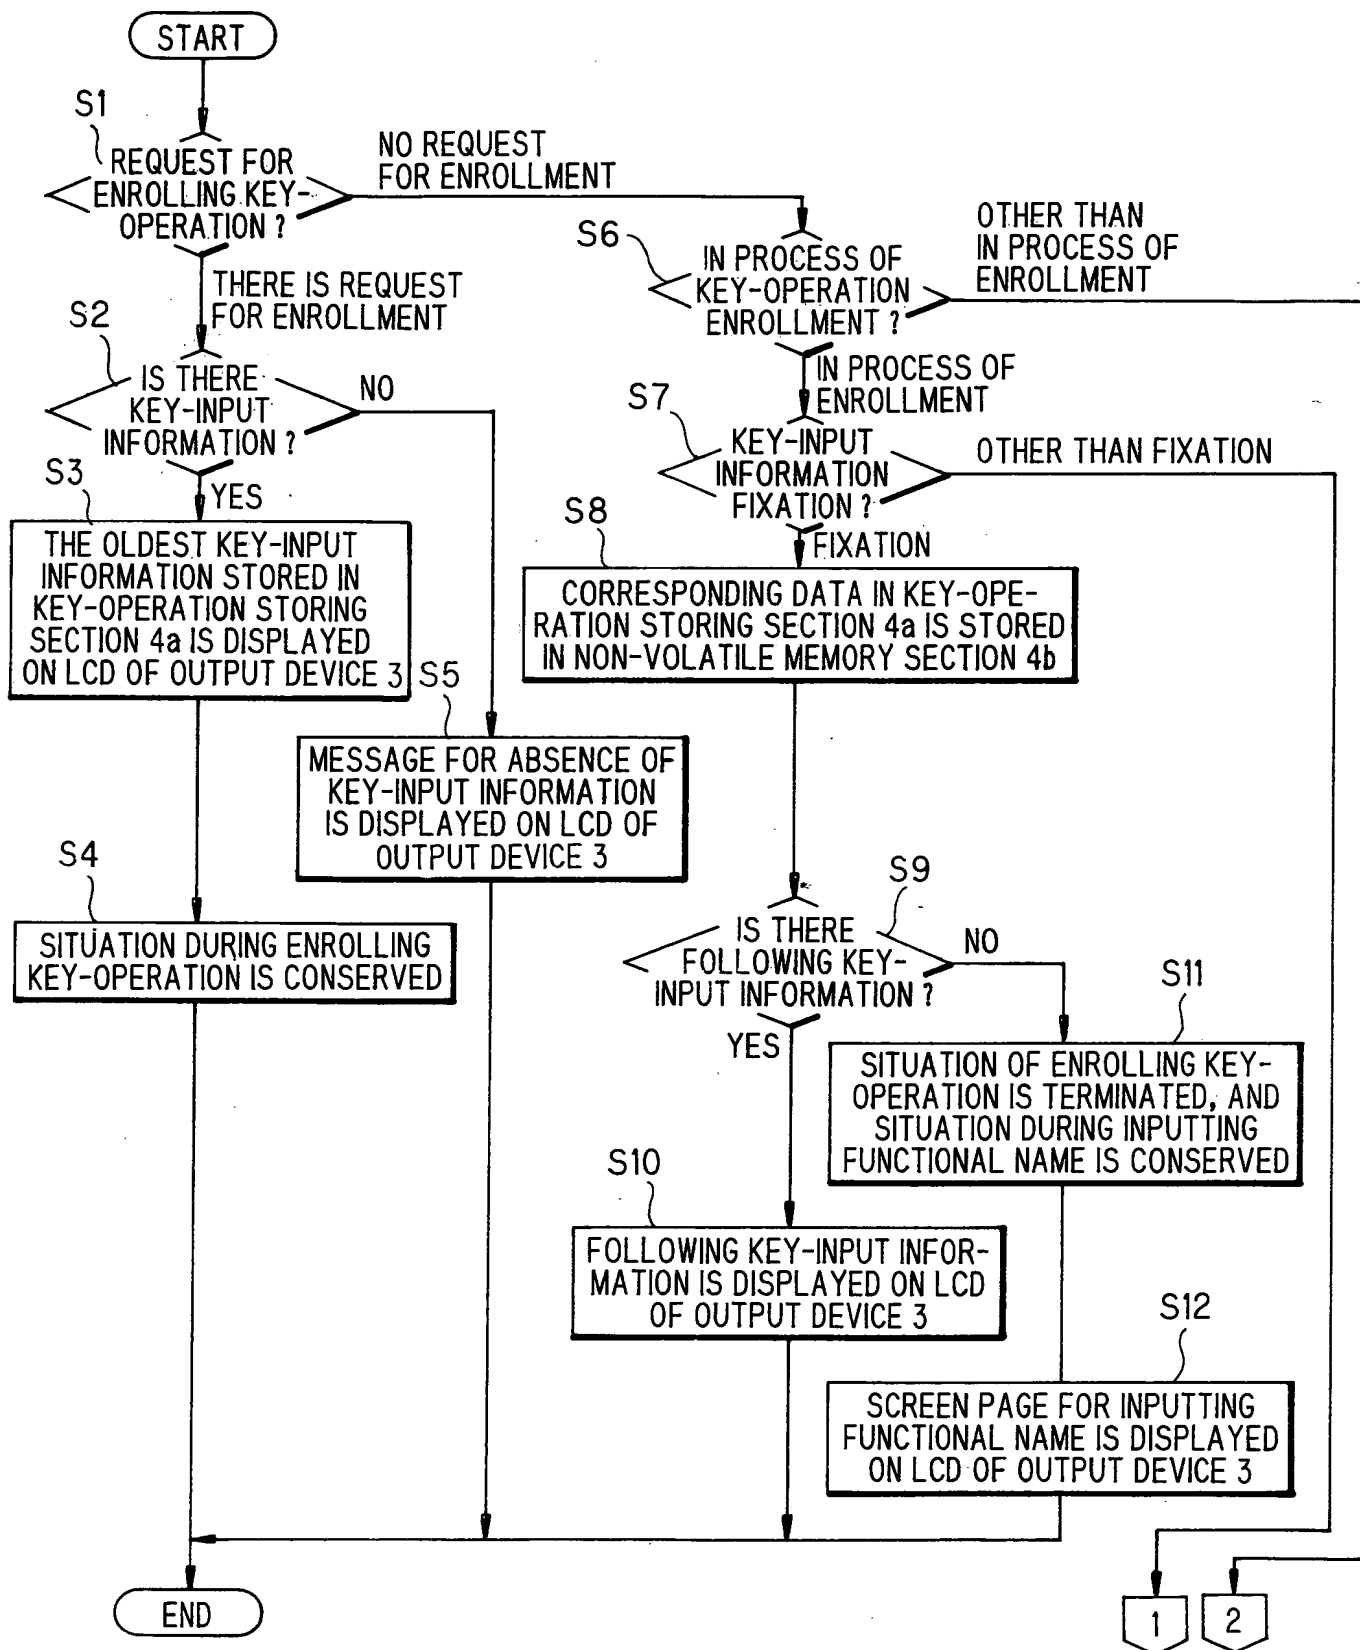 START
S1
REQUEST FOR
ENROLLING KEY-
OPERATION ?
NO REQUEST
FOR ENROLLMENT
THERE IS REQUEST
FOR ENROLLMENT
S2
IS THERE
KEY-INPUT
INFORMATION ?
NO
YES
S3
THE OLDEST KEY-INPUT
INFORMATION STORED IN
KEY-OPERATION STORING
SECTION 4a IS DISPLAYED
ON LCD OF OUTPUT DEVICE 3
S4
SITUATION DURING ENROLLING
KEY-OPERATION IS CONSERVED
S5
MESSAGE FOR ABSENCE OF
KEY-INPUT INFORMATION
IS DISPLAYED ON LCD OF
OUTPUT DEVICE 3
S6
IN PROCESS OF
KEY-OPERATION
ENROLLMENT ?
OTHER THAN
IN PROCESS OF
ENROLLMENT
IN PROCESS OF
ENROLLMENT
S7
KEY-INPUT
INFORMATION
FIXATION ?
OTHER THAN FIXATION
FIXATION
S8
CORRESPONDING DATA IN KEY-OPE-
RATION STORING SECTION 4a IS STORED
IN NON-VOLATILE MEMORY SECTION 4b
S9
IS THERE
FOLLOWING KEY-
INPUT INFORMATION ?
NO
YES
S10
FOLLOWING KEY-INPUT INFOR-
MATION IS DISPLAYED ON LCD
OF OUTPUT DEVICE 3
S11
SITUATION OF ENROLLING KEY-
OPERATION IS TERMINATED, AND
SITUATION DURING INPUTTING
FUNCTIONAL NAME IS CONSERVED
S12
SCREEN PAGE FOR INPUTTING
FUNCTIONAL NAME IS DISPLAYED
ON LCD OF OUTPUT DEVICE 3
END
1
2